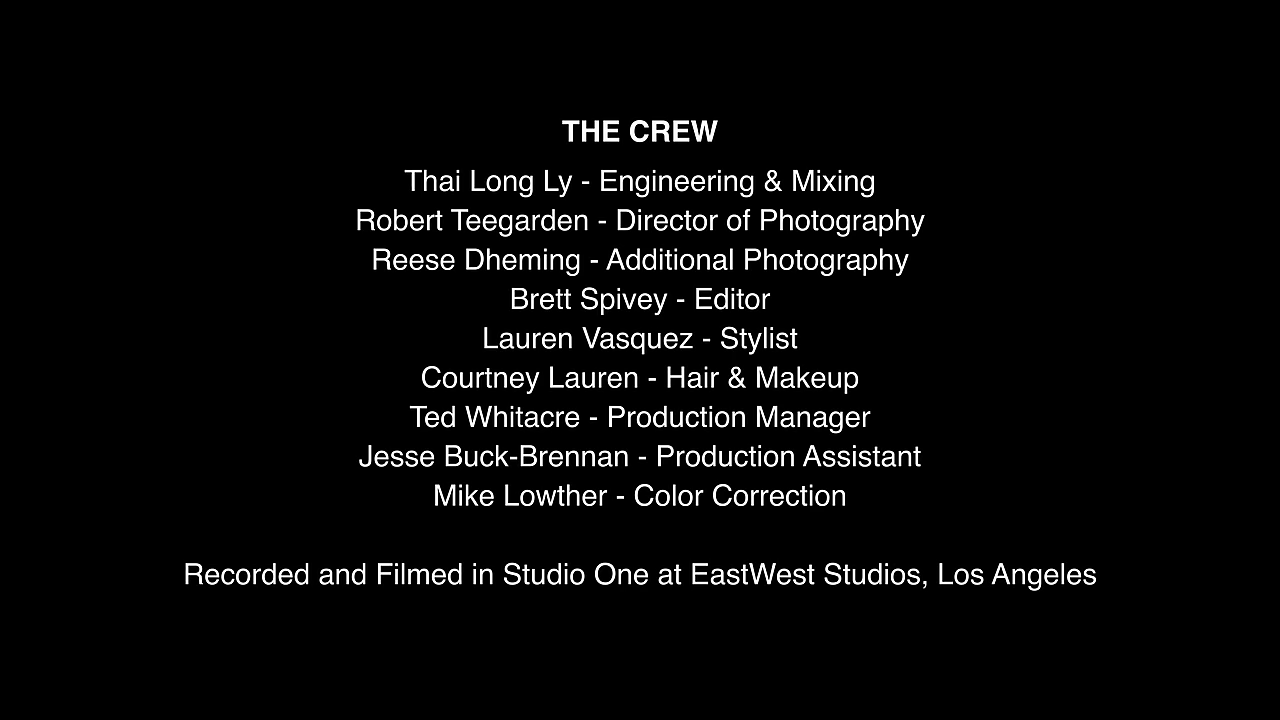 THE CREW
Thai Long Ly - Engineering & Mixing
Robert Teegarden - Director of Photography
Reese Dheming - Additional Photography
Brett Spivey - Editor
Lauren Vasquez - Stylist
Courtney Lauren - Hair & Makeup
Ted Whitacre - Production Manager
Jesse Buck-Brennan - Production Assistant
Mike Lowther - Color Correction
Recorded and Filmed in Studio One at EastWest Studios, Los Angeles